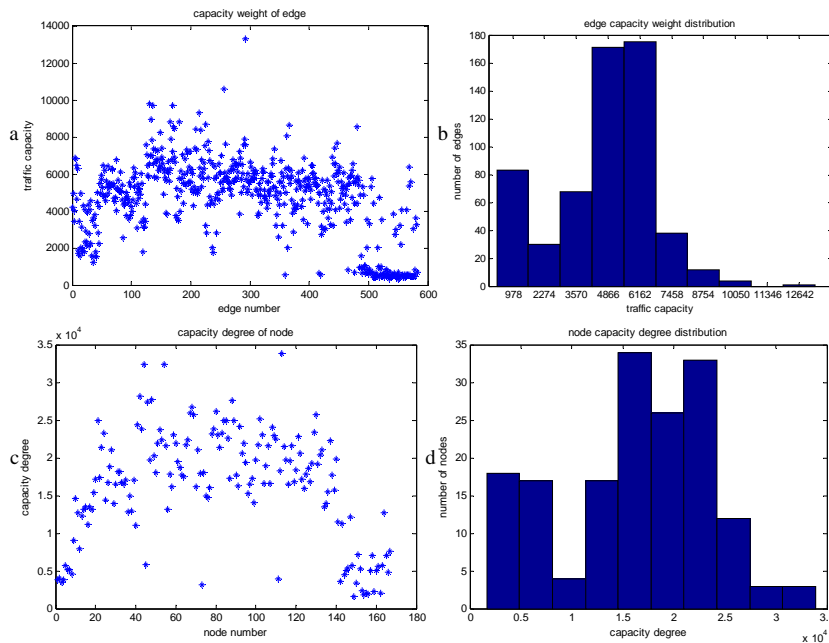 capacity weight of edge
14000
12000
10000
8000
6000
4000
2000
0
traffic capacity
a
0 100 200 300 400 500 600
edge number
edge capacity weight distribution
180
160
140
120
100
80
60
40
20
0
number of edges
b
978 2274 3570 4866 6162 7458 8754 10050 11346 12642
traffic capacity
capacity degree of node
x 10⁴
3.5
3
2.5
2
1.5
1
0.5
0
capacity degree
c
0 20 40 60 80 100 120 140 160 180
node number
node capacity degree distribution
35
30
25
20
15
10
5
0
number of nodes
d
0 0.5 1 1.5 2 2.5 3 3.5
x 10⁴
capacity degree